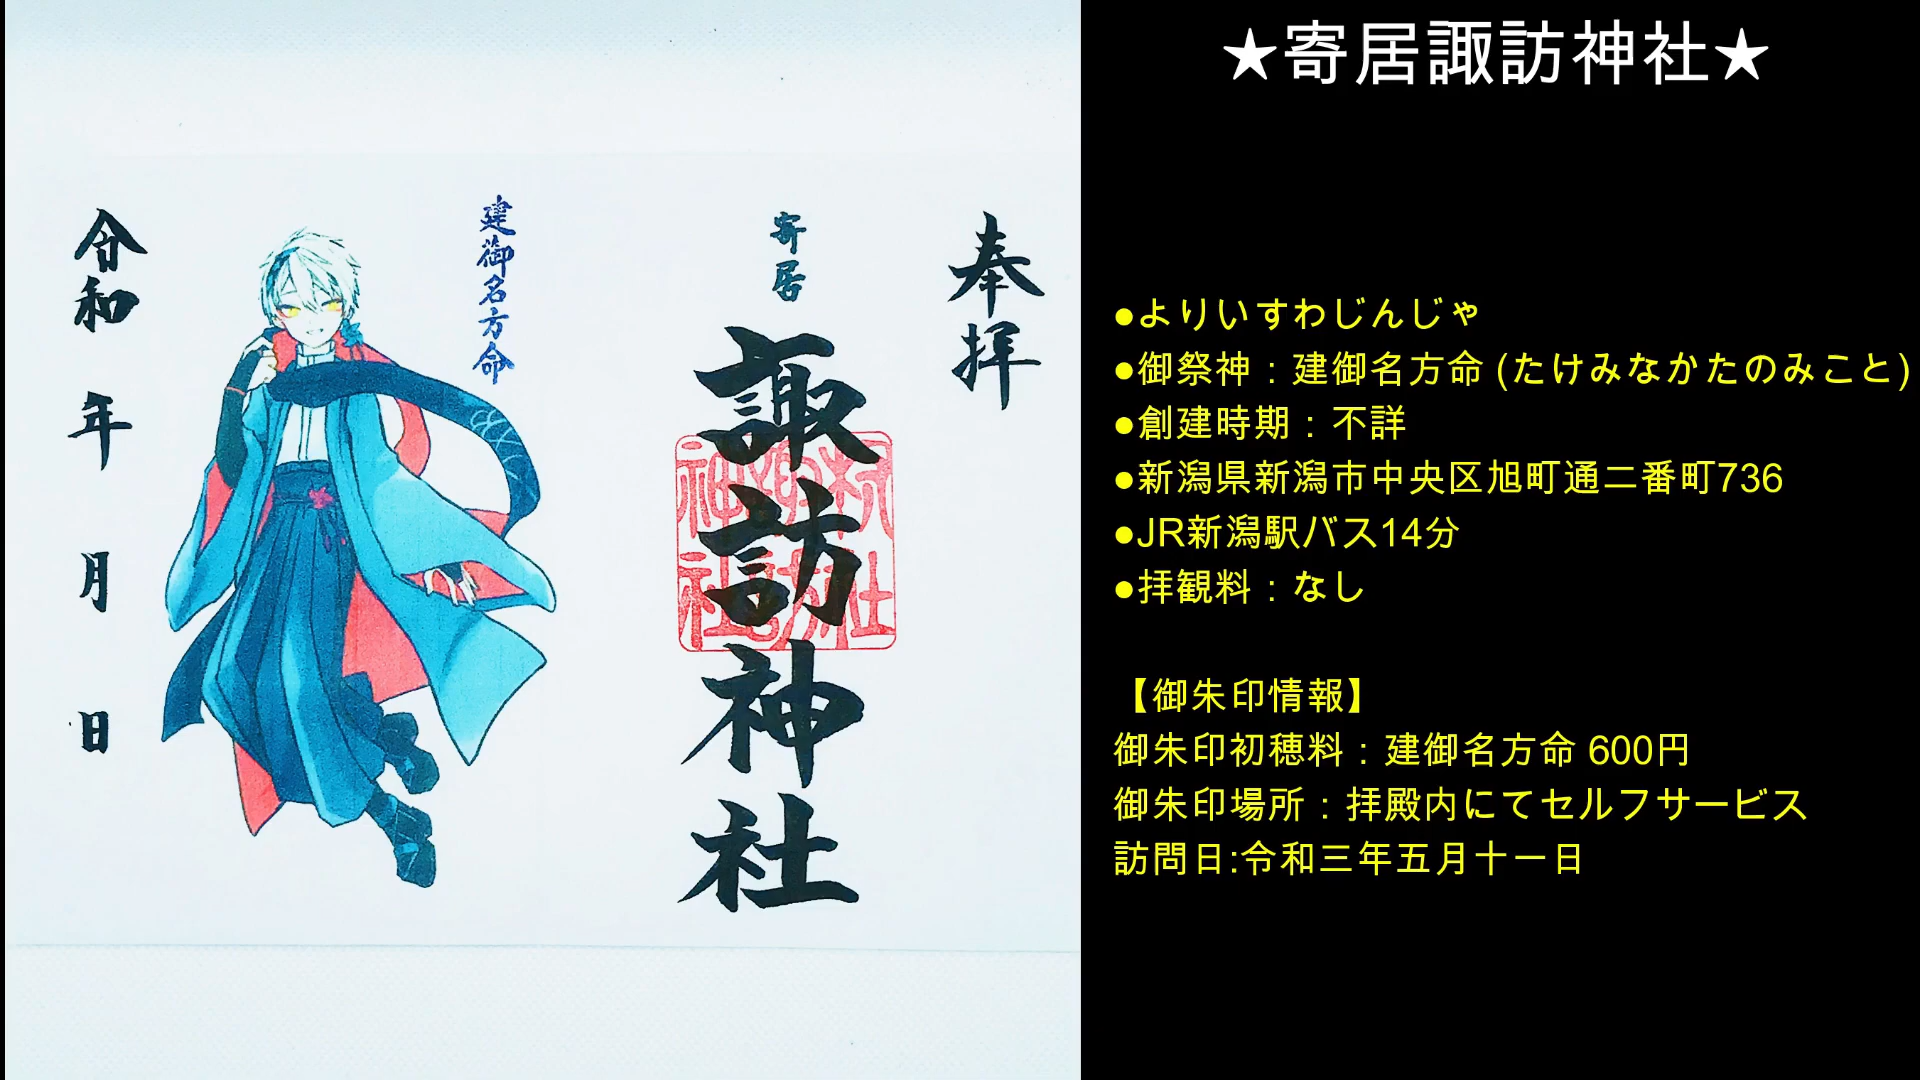 奉拝
寄居
諏訪神社
建御名方命
令和 年 月 日
★寄居諏訪神社★
●よりいすわじんじゃ
●御祭神：建御名方命 (たけみなかたのみこと)
●創建時期：不詳
●新潟県新潟市中央区旭町通二番町736
●JR新潟駅バス14分
●拝観料：なし
【御朱印情報】
御朱印初穂料：建御名方命 600円
御朱印場所：拝殿内にてセルフサービス
訪問日:令和三年五月十一日